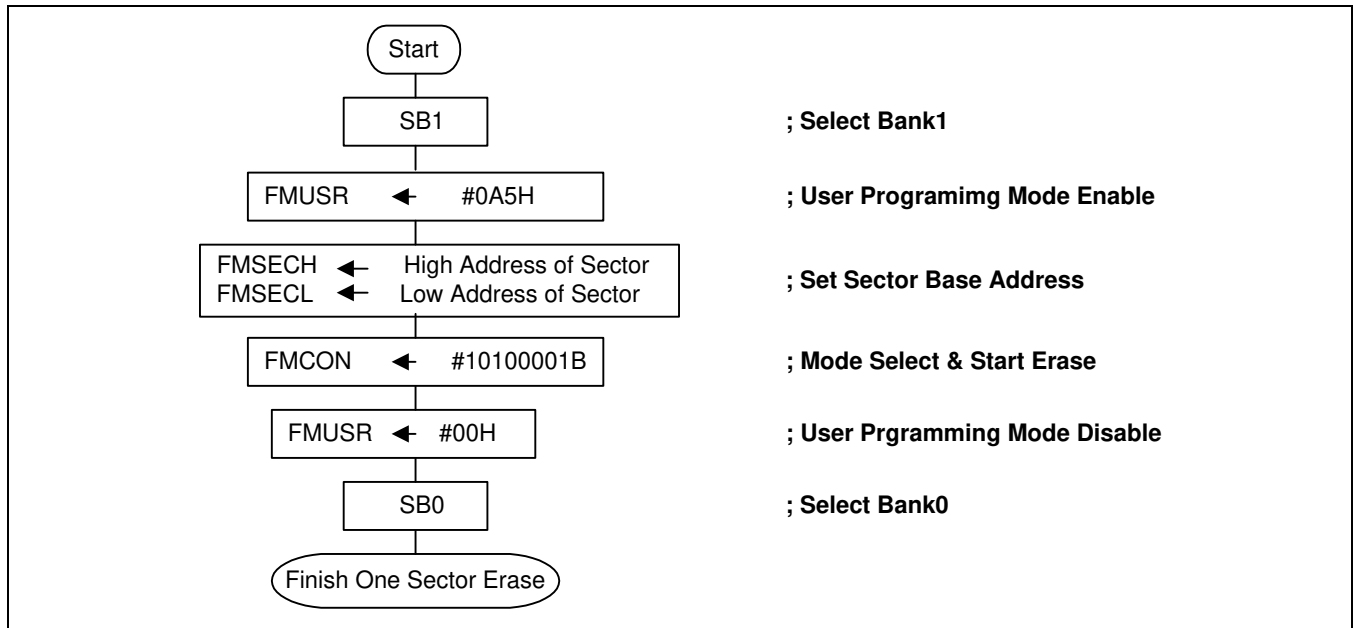 Start
SB1 ; Select Bank1
FMUSR ← #0A5H ; User Programimg Mode Enable
FMSECH ← High Address of Sector
FMSECL ← Low Address of Sector
; Set Sector Base Address
FMCON ← #10100001B ; Mode Select & Start Erase
FMUSR ← #00H ; User Prgramming Mode Disable
SB0 ; Select Bank0
Finish One Sector Erase